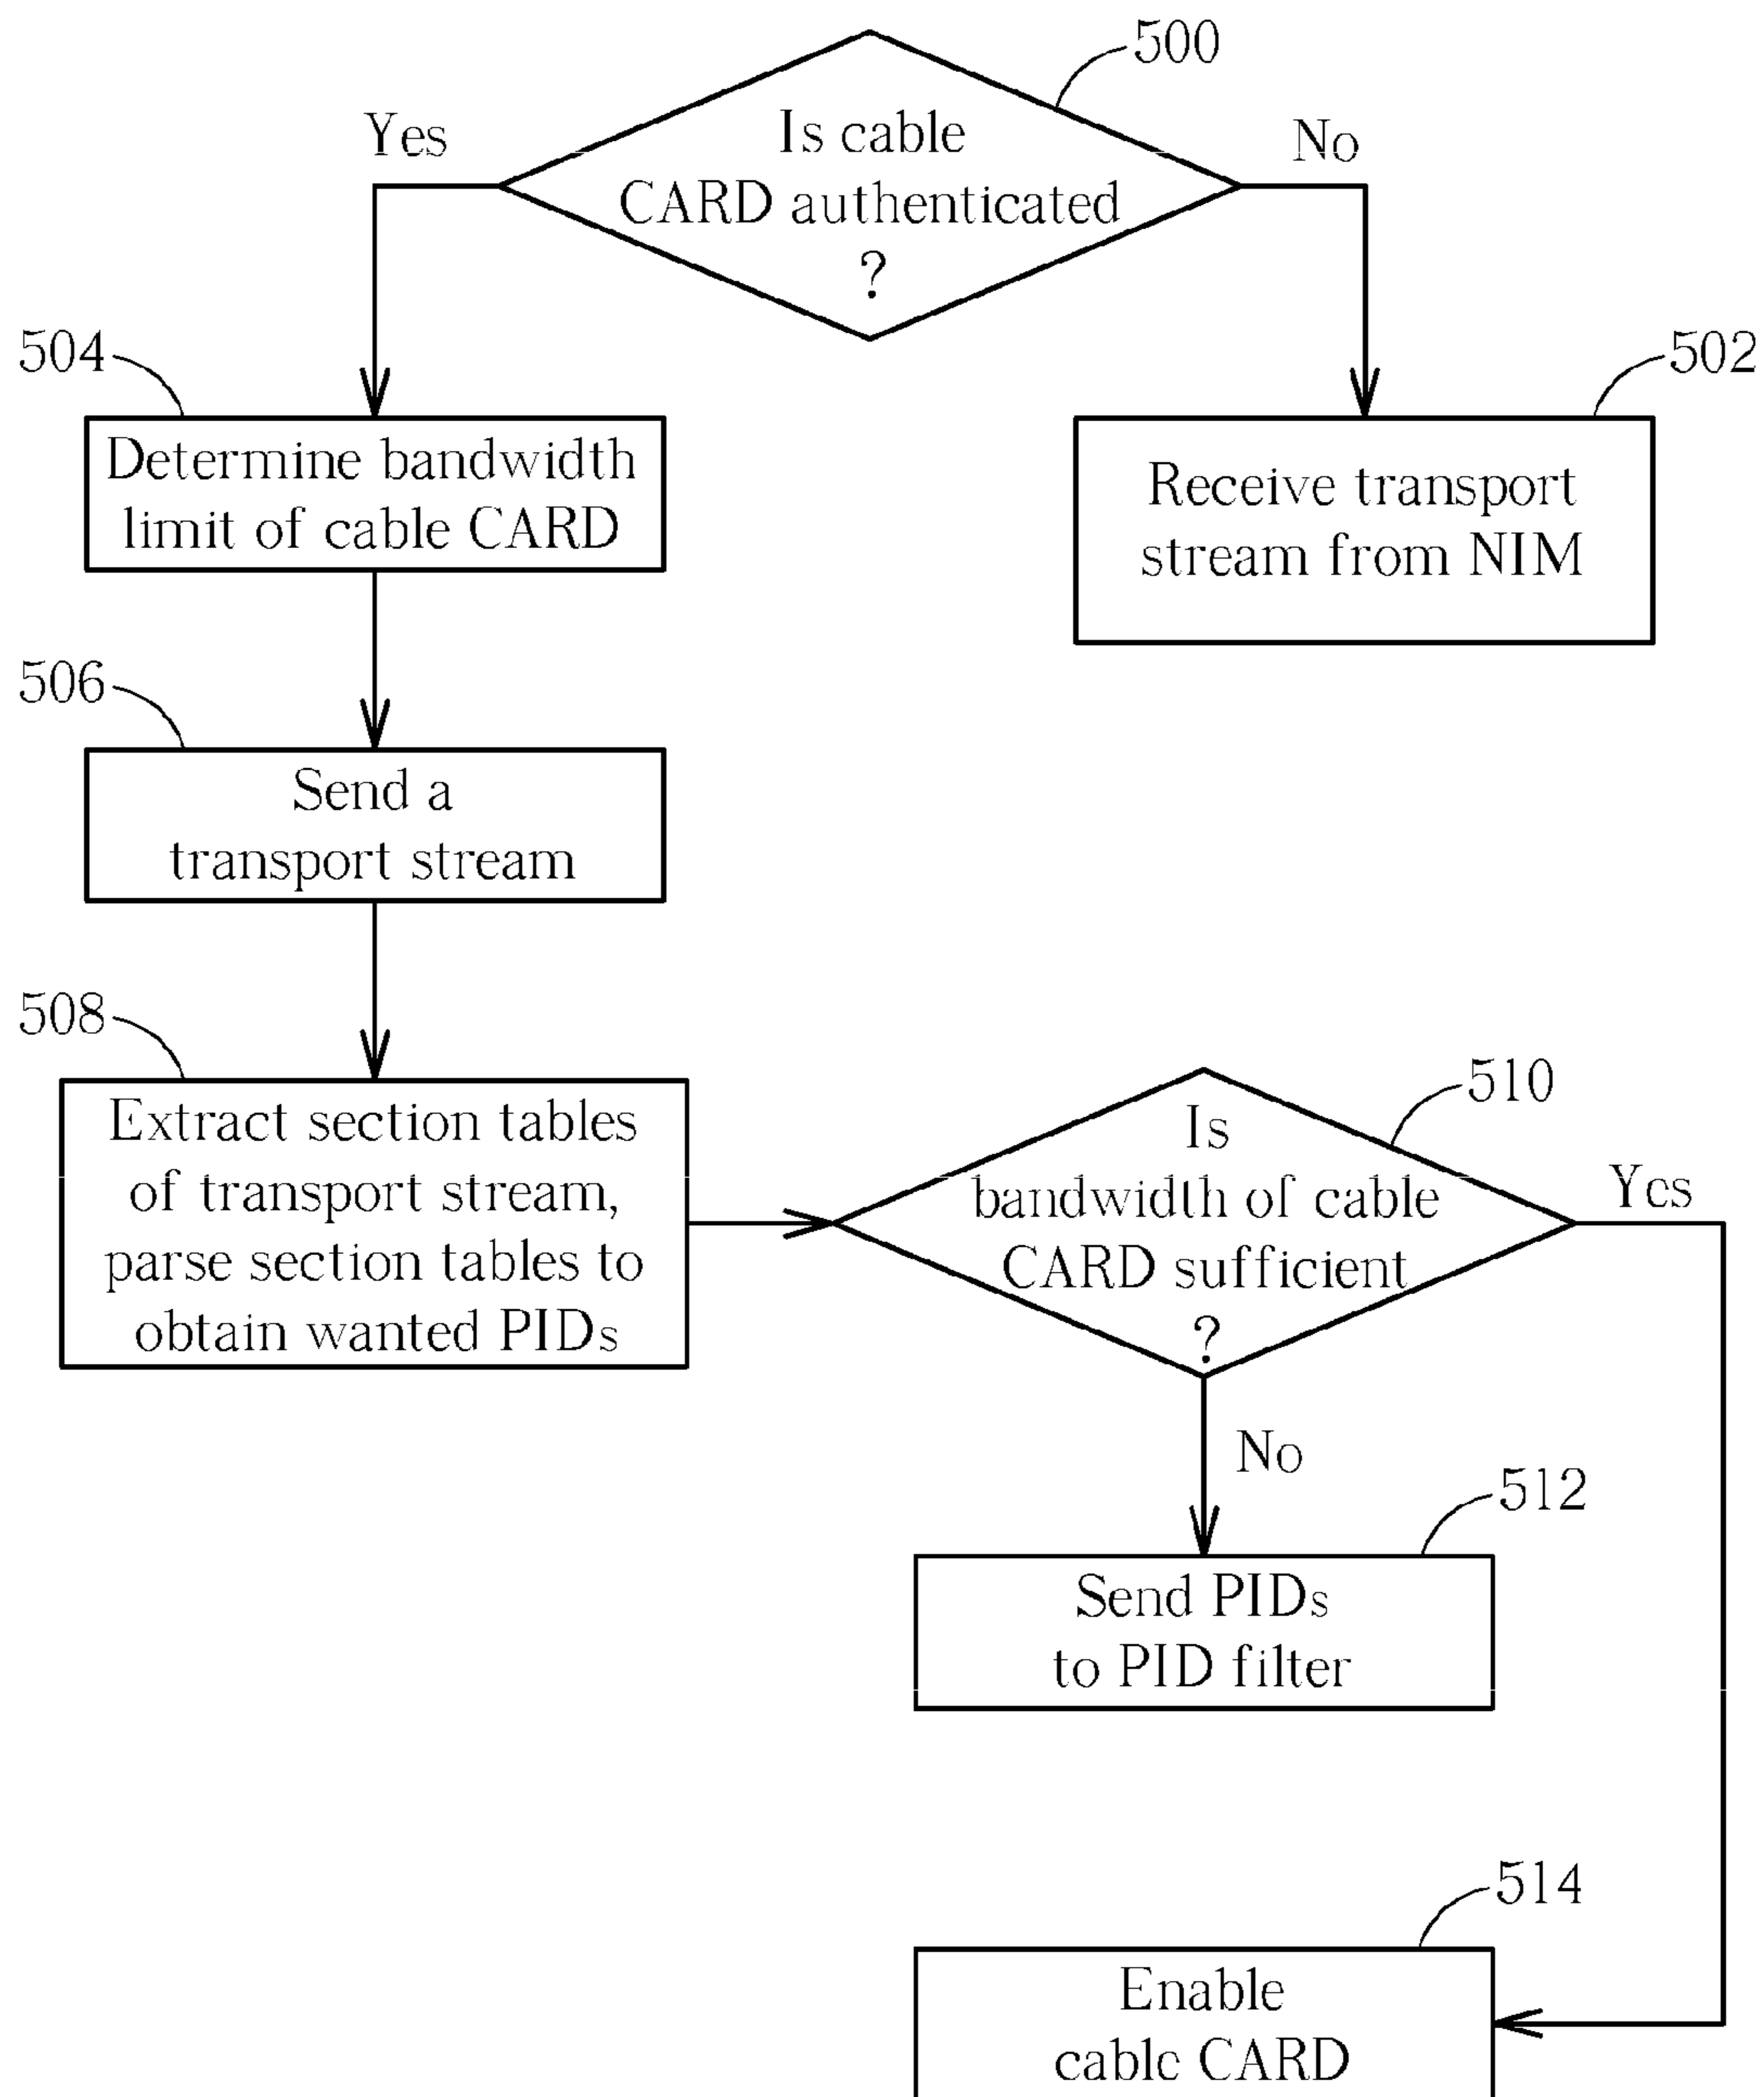 500
Yes
Is cable
CARD authenticated
?
No
504
Determine bandwidth
limit of cable CARD
502
Receive transport
stream from NIM
506
Send a
transport stream
508
Extract section tables
of transport stream,
parse section tables to
obtain wanted PIDs
510
Is
bandwidth of cable
CARD sufficient
?
Yes
No
512
Send PIDs
to PID filter
514
Enable
cable CARD